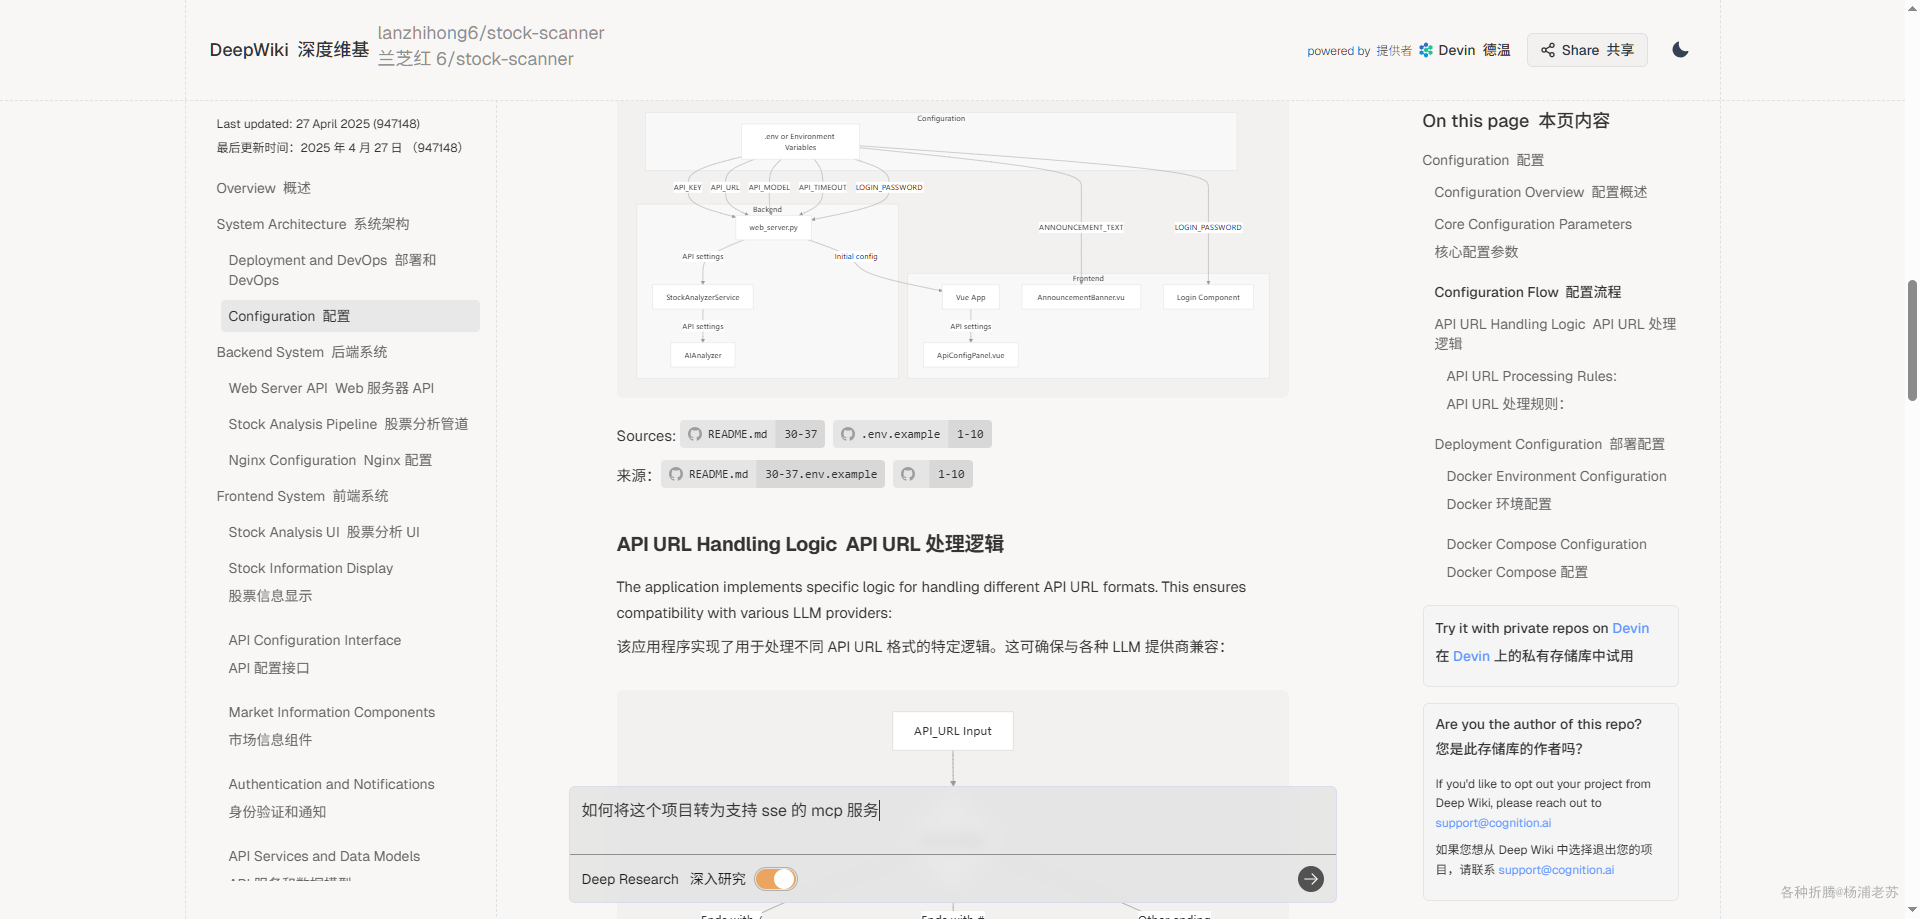 DeepWiki 深度维基
lanzhihong6/stock-scanner
兰芝红 6/stock-scanner
powered by 提供者 Devin 德温
Share 共享
Last updated: 27 April 2025 (947148)
最后更新时间：2025 年 4 月 27 日 （947148）
Overview 概述
System Architecture 系统架构
Deployment and DevOps 部署和
DevOps
Configuration 配置
Backend System 后端系统
Web Server API Web 服务器 API
Stock Analysis Pipeline 股票分析管道
Nginx Configuration Nginx 配置
Frontend System 前端系统
Stock Analysis UI 股票分析 UI
Stock Information Display
股票信息显示
API Configuration Interface
API 配置接口
Market Information Components
市场信息组件
Authentication and Notifications
身份验证和通知
API Services and Data Models
API 服务和数据模型
Configuration
.env or Environment
Variables
API_KEY
API_URL
API_MODEL
API_TIMEOUT
LOGIN_PASSWORD
Backend
web_server.py
ANNOUNCEMENT_TEXT
LOGIN_PASSWORD
API settings
Initial config
Frontend
StockAnalyzerService
Vue App
AnnouncementBanner.vu
Login Component
API settings
API settings
AIAnalyzer
ApiConfigPanel.vue
Sources: README.md 30-37 .env.example 1-10
来源： README.md 30-37.env.example 1-10
API URL Handling Logic API URL 处理逻辑
The application implements specific logic for handling different API URL formats. This ensures
compatibility with various LLM providers:
该应用程序实现了用于处理不同 API URL 格式的特定逻辑。这可确保与各种 LLM 提供商兼容：
API_URL Input
如何将这个项目转为支持 sse 的 mcp 服务
Deep Research 深入研究
Ends with /
Ends with #
Other ending
On this page 本页内容
Configuration 配置
Configuration Overview 配置概述
Core Configuration Parameters
核心配置参数
Configuration Flow 配置流程
API URL Handling Logic API URL 处理
逻辑
API URL Processing Rules:
API URL 处理规则：
Deployment Configuration 部署配置
Docker Environment Configuration
Docker 环境配置
Docker Compose Configuration
Docker Compose 配置
Try it with private repos on Devin
在 Devin 上的私有存储库中试用
Are you the author of this repo?
您是此存储库的作者吗？
If you'd like to opt out your project from
Deep Wiki, please reach out to
support@cognition.ai
如果您想从 Deep Wiki 中选择退出您的项
目，请联系 support@cognition.ai
各种折腾@杨浦老苏